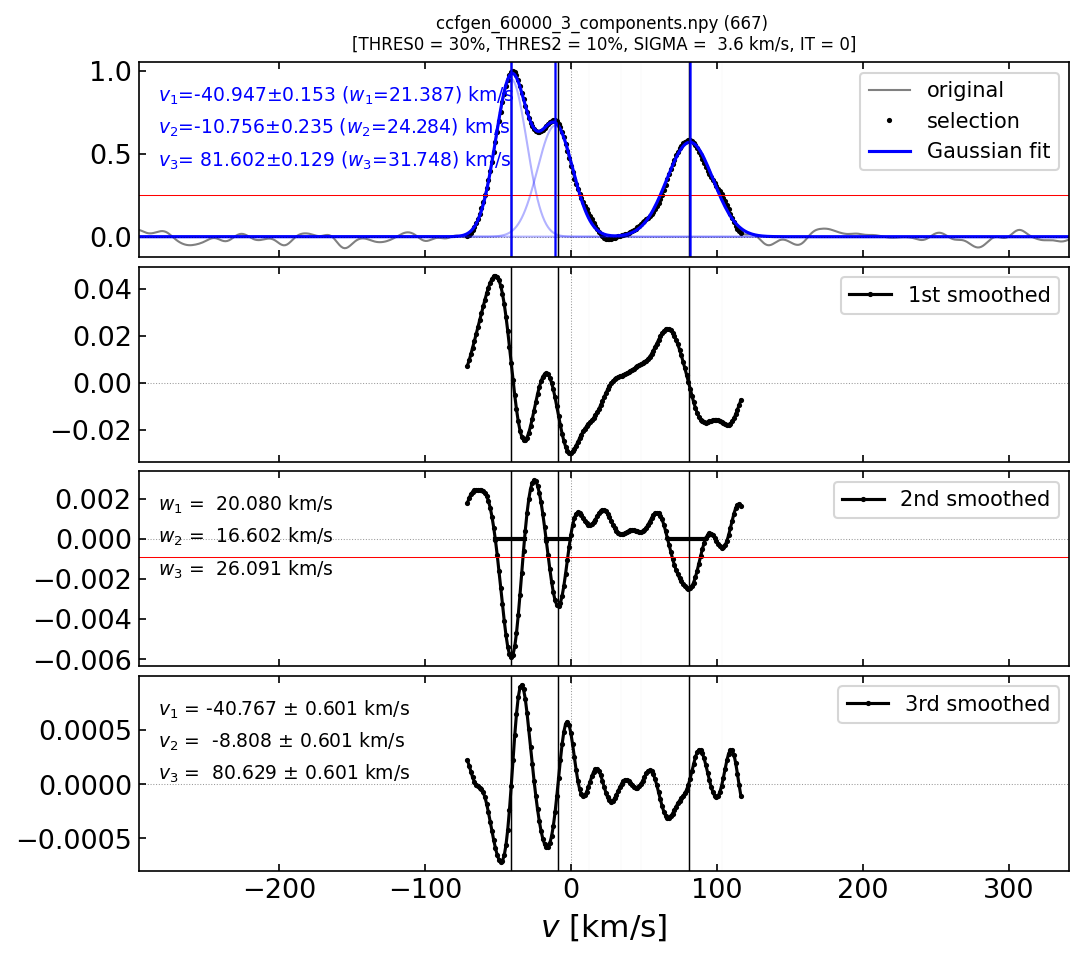 ccfgen_60000_3_components.npy (667)
[THRES0 = 30%, THRES2 = 10%, SIGMA =  3.6 km/s, IT = 0]
1.0
0.5
0.0
v1=-40.947±0.153 (w1=21.387) km/s
v2=-10.756±0.235 (w2=24.284) km/s
v3= 81.602±0.129 (w3=31.748) km/s
original
selection
Gaussian fit
0.04
0.02
0.00
−0.02
1st smoothed
0.002
0.000
−0.002
−0.004
−0.006
w1 =  20.080 km/s
w2 =  16.602 km/s
w3 =  26.091 km/s
2nd smoothed
0.0005
0.0000
−0.0005
v1 = -40.767 ± 0.601 km/s
v2 =  -8.808 ± 0.601 km/s
v3 =  80.629 ± 0.601 km/s
3rd smoothed
−200 −100 0 100 200 300
v [km/s]